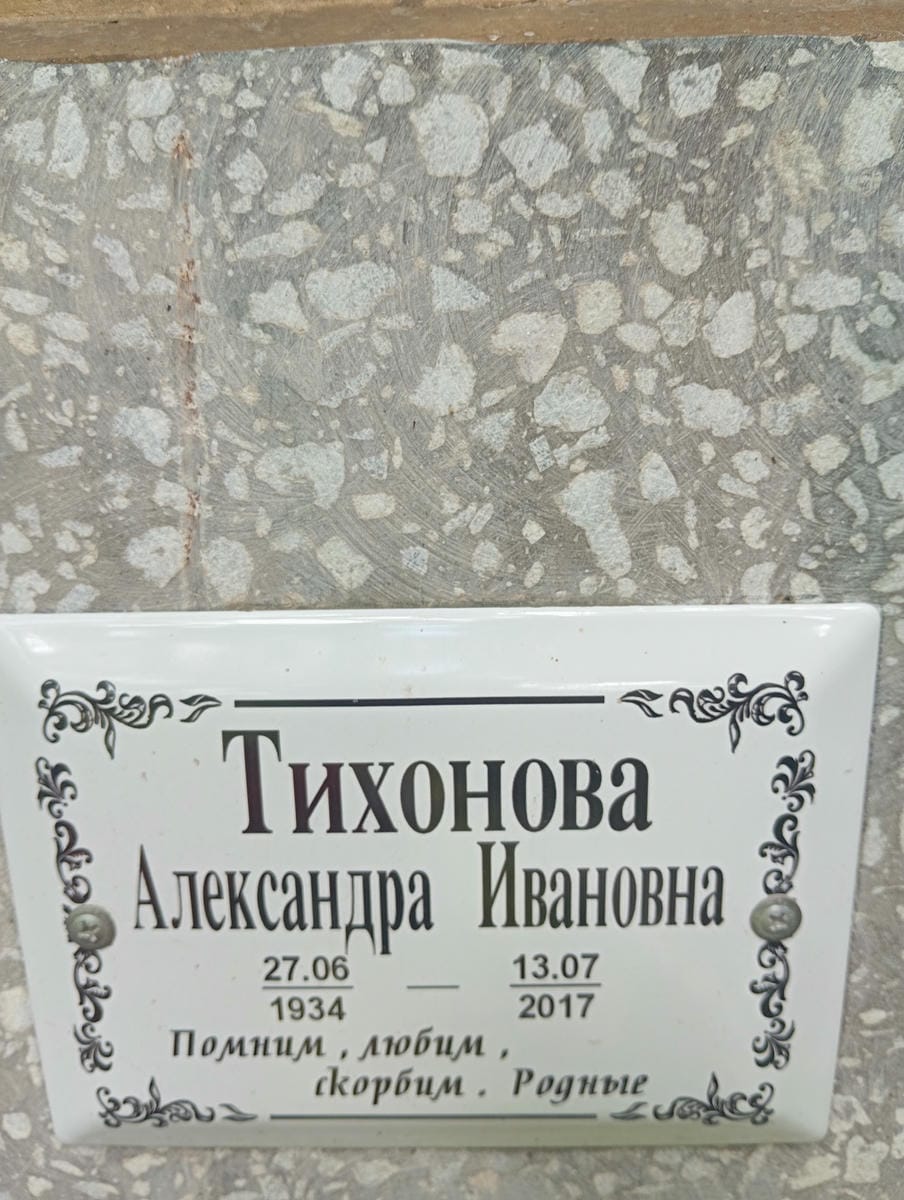 Тихонова
Александра Ивановна
27.06 — 13.07
1934 2017
Помним , любим ,
скорбим . Родные